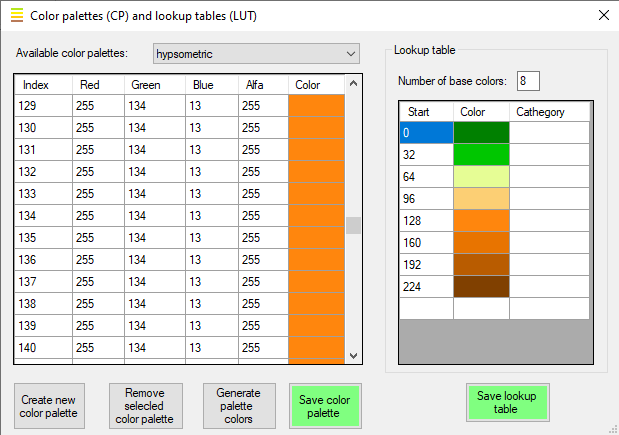 Color palettes (CP) and lookup tables (LUT)
Available color palettes: hypsometric
Index Red Green Blue Alfa Color
129 255 134 13 255
130 255 134 13 255
131 255 134 13 255
132 255 134 13 255
133 255 134 13 255
134 255 134 13 255
135 255 134 13 255
136 255 134 13 255
137 255 134 13 255
138 255 134 13 255
139 255 134 13 255
140 255 134 13 255
Create new
color palette
Remove
selecled
color palette
Generate
palette
colors
Save color
palette
Lookup table
Number of base colors: 8
Start Color Cathegory
0
32
64
96
128
160
192
224
Save lookup
table